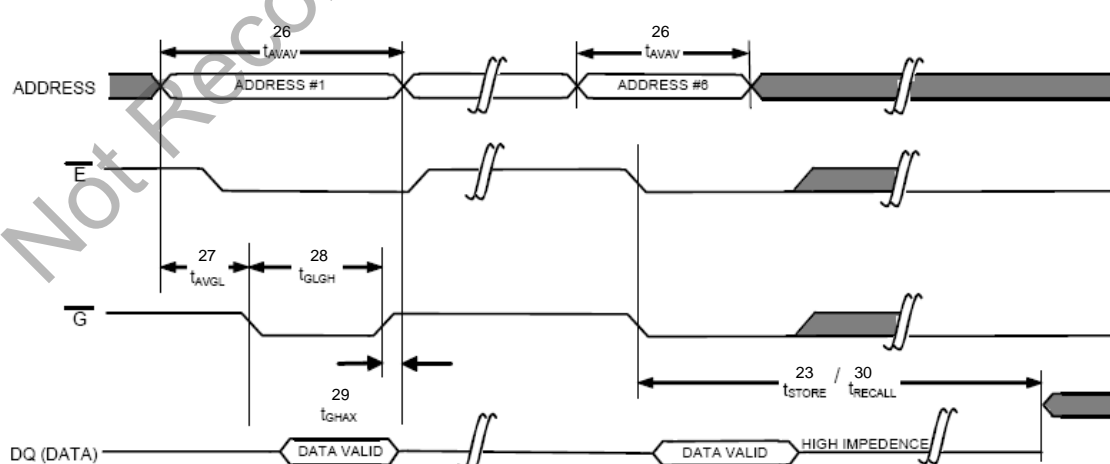 Not Reco
26
tAVAV
26
tAVAV
ADDRESS
ADDRESS #1
ADDRESS #6
E
27
tAVGL
28
tGLGH
G
23 / 30
tSTORE tRECALL
29
tGHAX
DQ (DATA)
DATA VALID
DATA VALID
HIGH IMPEDENCE